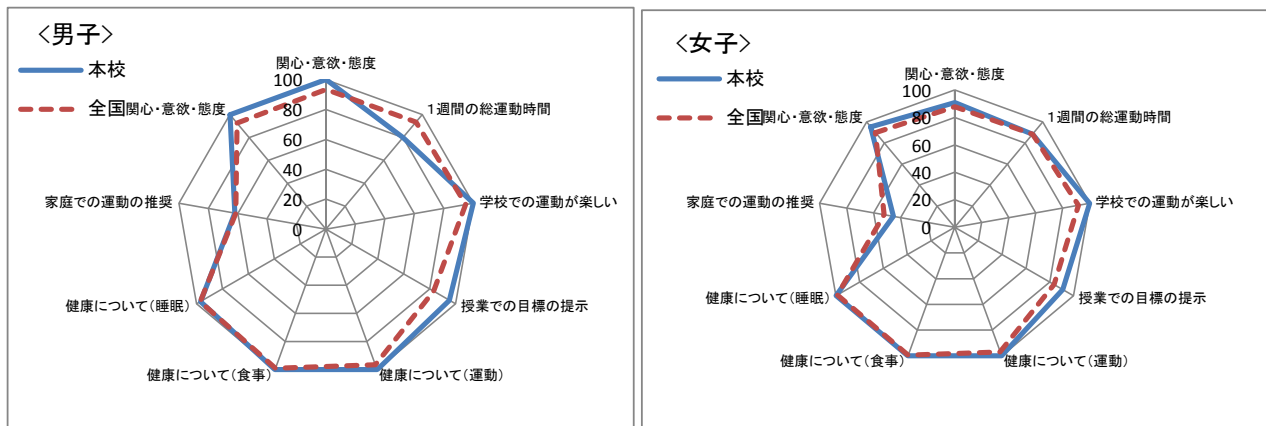 <男子>
本校
全国
関心・意欲・態度
100
80
60
40
20
0
関心・意欲・態度
1週間の総運動時間
学校での運動が楽しい
授業での目標の提示
健康について(運動)
健康について(食事)
健康について(睡眠)
家庭での運動の推奨
<女子>
本校
全国
関心・意欲・態度
100
80
60
40
20
0
関心・意欲・態度
1週間の総運動時間
学校での運動が楽しい
授業での目標の提示
健康について(運動)
健康について(食事)
健康について(睡眠)
家庭での運動の推奨